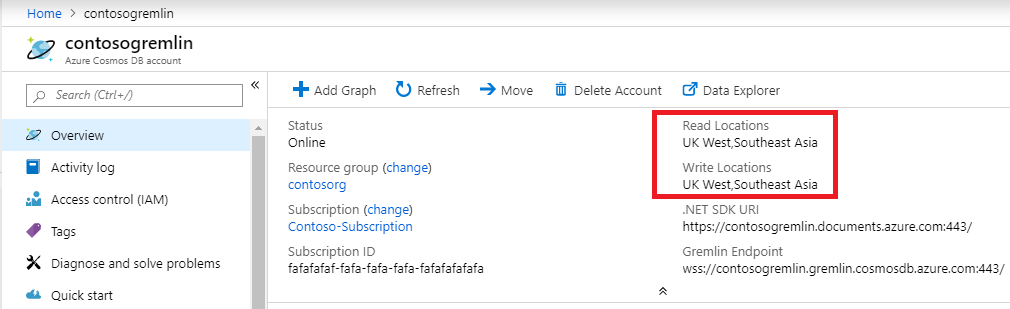 Home > contosogremlin
contosogremlin
Azure Cosmos DB account
Search (Ctrl+/)
Overview
Activity log
Access control (IAM)
Tags
Diagnose and solve problems
Quick start
Add Graph Refresh Move Delete Account Data Explorer
Status
Online
Resource group (change)
contosorg
Subscription (change)
Contoso-Subscription
Subscription ID
fafafafaf-fafa-fafa-fafa-fafafafafafa
Read Locations
UK West,Southeast Asia
Write Locations
UK West,Southeast Asia
.NET SDK URI
https://contosogremlin.documents.azure.com:443/
Gremlin Endpoint
wss://contosogremlin.gremlin.cosmosdb.azure.com:443/